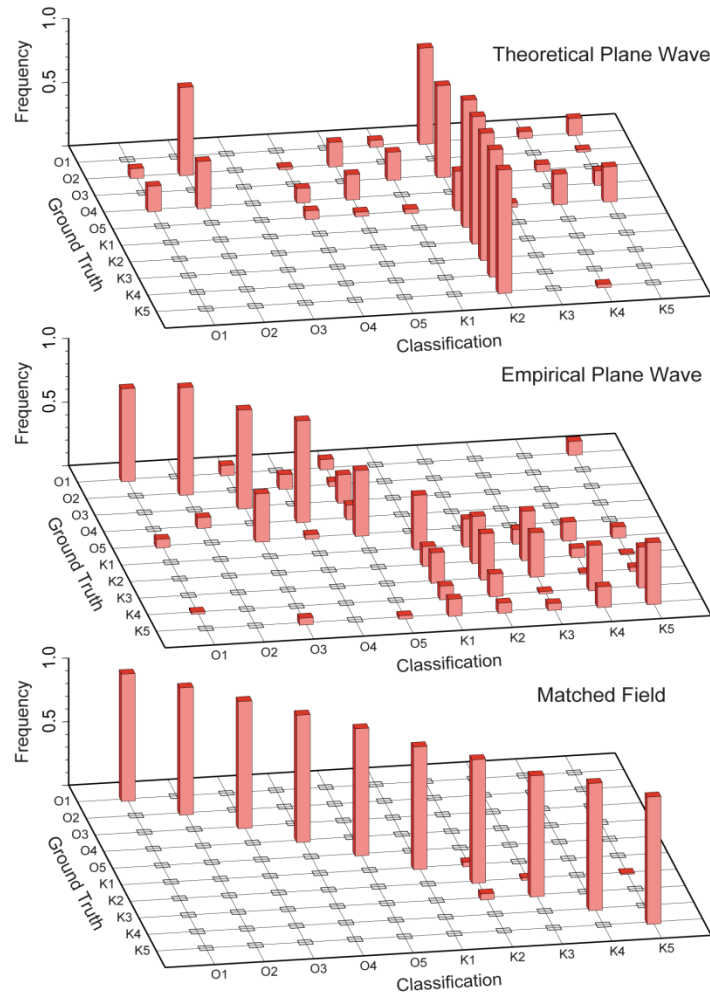 Theoretical Plane Wave
Frequency
1.0
0.5
O1
O2
O3
O4
O5
K1
K2
K3
K4
K5
Ground Truth
O1 O2 O3 O4 O5 K1 K2 K3 K4 K5
Classification
Empirical Plane Wave
Frequency
1.0
0.5
O1
O2
O3
O4
O5
K1
K2
K3
K4
K5
Ground Truth
O1 O2 O3 O4 O5 K1 K2 K3 K4 K5
Classification
Matched Field
Frequency
1.0
0.5
O1
O2
O3
O4
O5
K1
K2
K3
K4
K5
Ground Truth
O1 O2 O3 O4 O5 K1 K2 K3 K4 K5
Classification